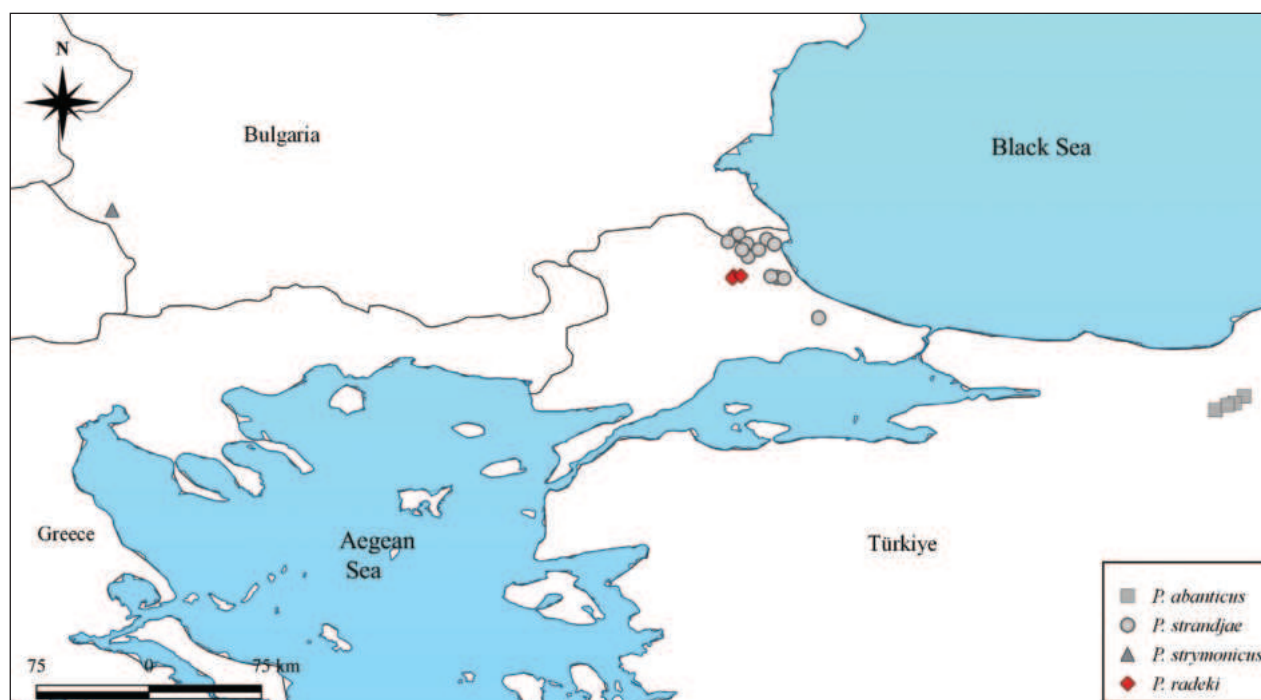 N
Bulgaria
Black Sea
Greece
Aegean
Sea
Türkiye
P. abanticus
P. strandjae
P. strymonicus
P. radeki
75 0 75 km